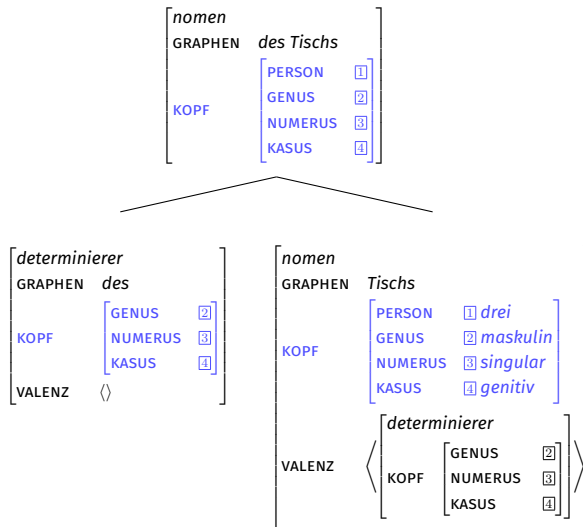 nomen
GRAPHEN des Tischs
KOPF
PERSON 1
GENUS 2
NUMERUS 3
KASUS 4
determinierer
GRAPHEN des
KOPF
GENUS 2
NUMERUS 3
KASUS 4
VALENZ ⟨⟩
nomen
GRAPHEN Tischs
KOPF
PERSON 1 drei
GENUS 2 maskulin
NUMERUS 3 singular
KASUS 4 genitiv
VALENZ
determinierer
KOPF
GENUS 2
NUMERUS 3
KASUS 4